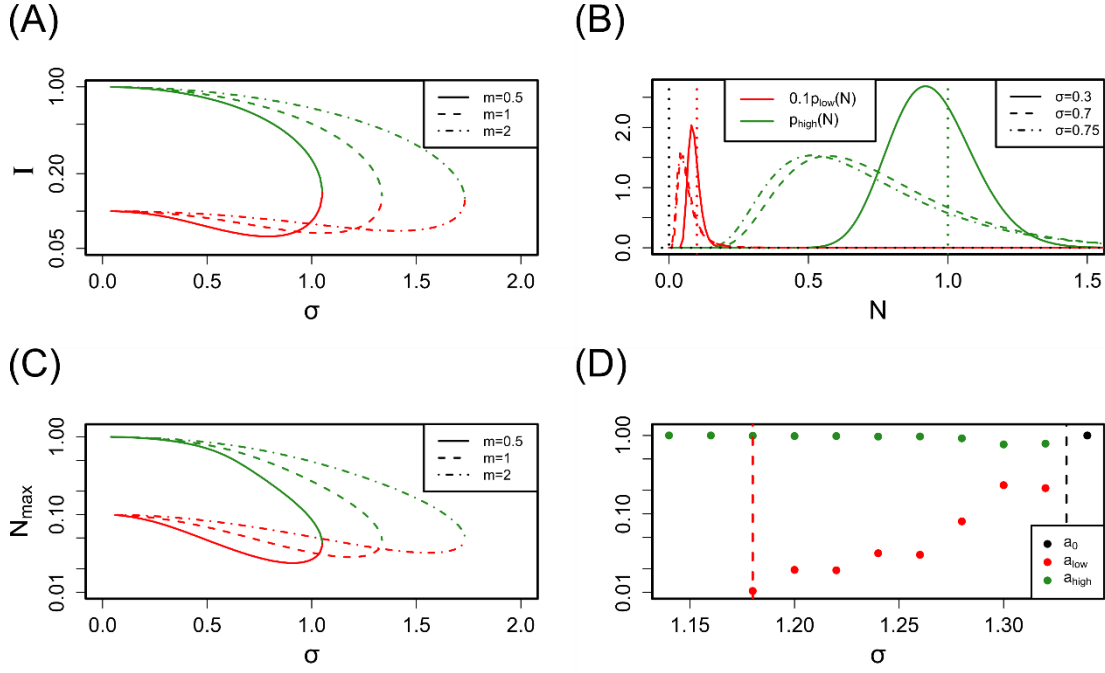 (A)
I
1.00
0.20
0.05
m=0.5
m=1
m=2
0.0 0.5 1.0 1.5 2.0
σ
(B)
2.0
1.0
0.0
0.1p_low(N)
p_high(N)
σ=0.3
σ=0.7
σ=0.75
0.0 0.5 1.0 1.5
N
(C)
N_max
1.00
0.10
0.01
m=0.5
m=1
m=2
0.0 0.5 1.0 1.5 2.0
σ
(D)
1.00
0.10
0.01
a_0
a_low
a_high
1.15 1.20 1.25 1.30
σ